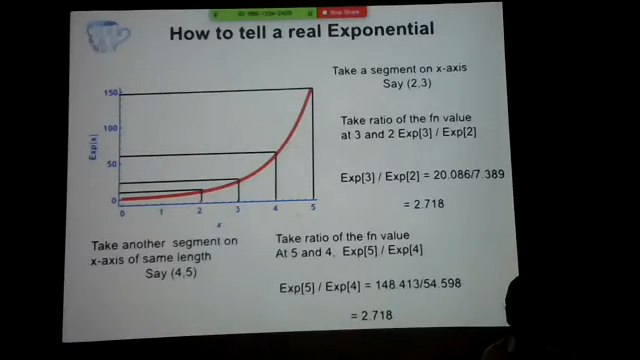 Stop Share
How to tell a real Exponential
Take a segment on x-axis
Say (2,3)
Take ratio of the fn value
at 3 and 2 Exp[3] / Exp[2]
Exp[3] / Exp[2] = 20.086/7.389
= 2.718
150
100
50
0
Exp[x]
0 1 2 3 4 5
x
Take another segment on
x-axis of same length
Say (4,5)
Take ratio of the fn value
At 5 and 4, Exp[5] / Exp[4]
Exp[5] / Exp[4] = 148.413/54.598
= 2.718